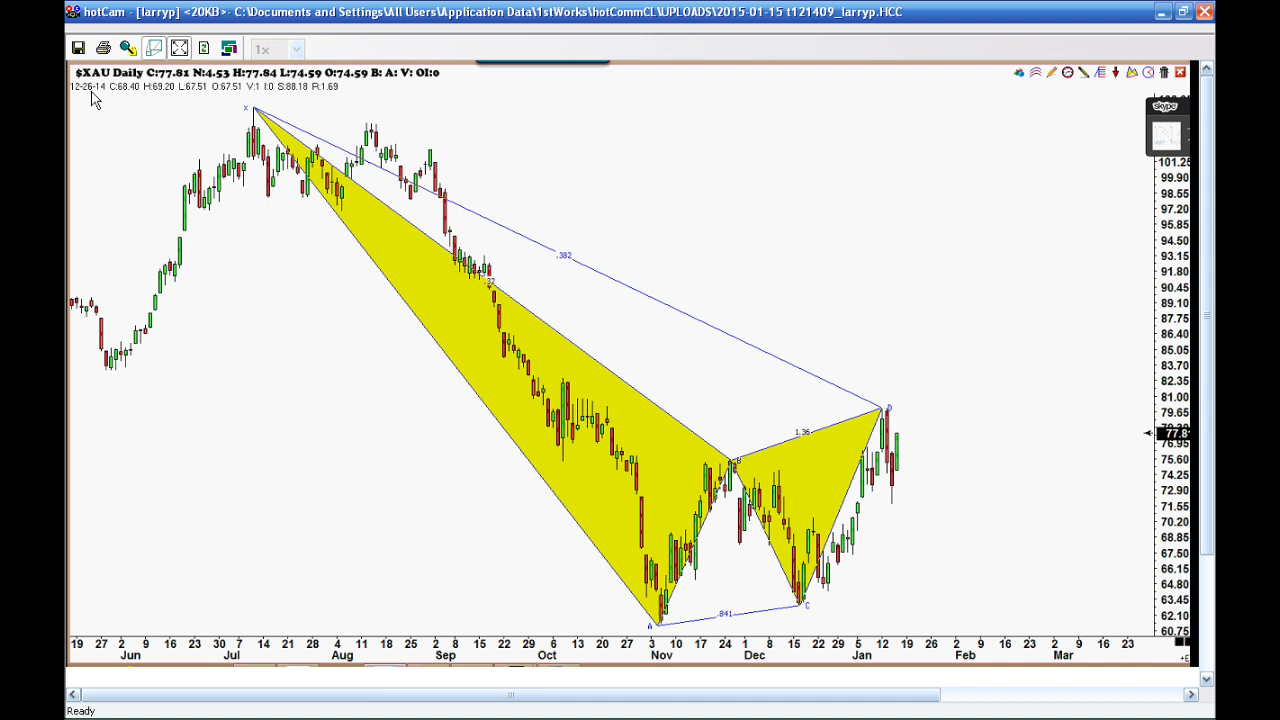 hotCam - [larryp] <20KB>- C:\Documents and Settings\All Users\Application Data\1stWorks\hotCommCL\UPLOADS\2015-01-15 t121409_larryp.HCC
1x
$XAU Daily C:77.81 N:4.53 H:77.84 L:74.59 O:74.59 B: A: V: OI:0
12-26-14 C:68.40 H:69.20 L:67.51 O:67.51 V:1 I:0 S:88.18 F: R:1.69
skype
X
101.25
99.90
98.55
97.20
95.85
94.50
93.15
91.80
90.45
89.10
87.75
86.40
85.05
83.70
82.35
81.00
79.65
77.8
76.95
75.60
74.25
72.90
71.55
70.20
68.85
67.50
66.15
64.80
63.45
62.10
60.75
.382
.32
D
1.36
B
C
.841
A
19 27 2 9 16 23 7 14 21 28 4 11 18 25 8 15 22 29 6 13 20 27 3 10 17 24 1 8 15 22 29 5 12 19 26 2 9 16 23 2 9 16 23
Jun Jul Aug Sep Oct Nov Dec Jan Feb Mar
+E
Ready